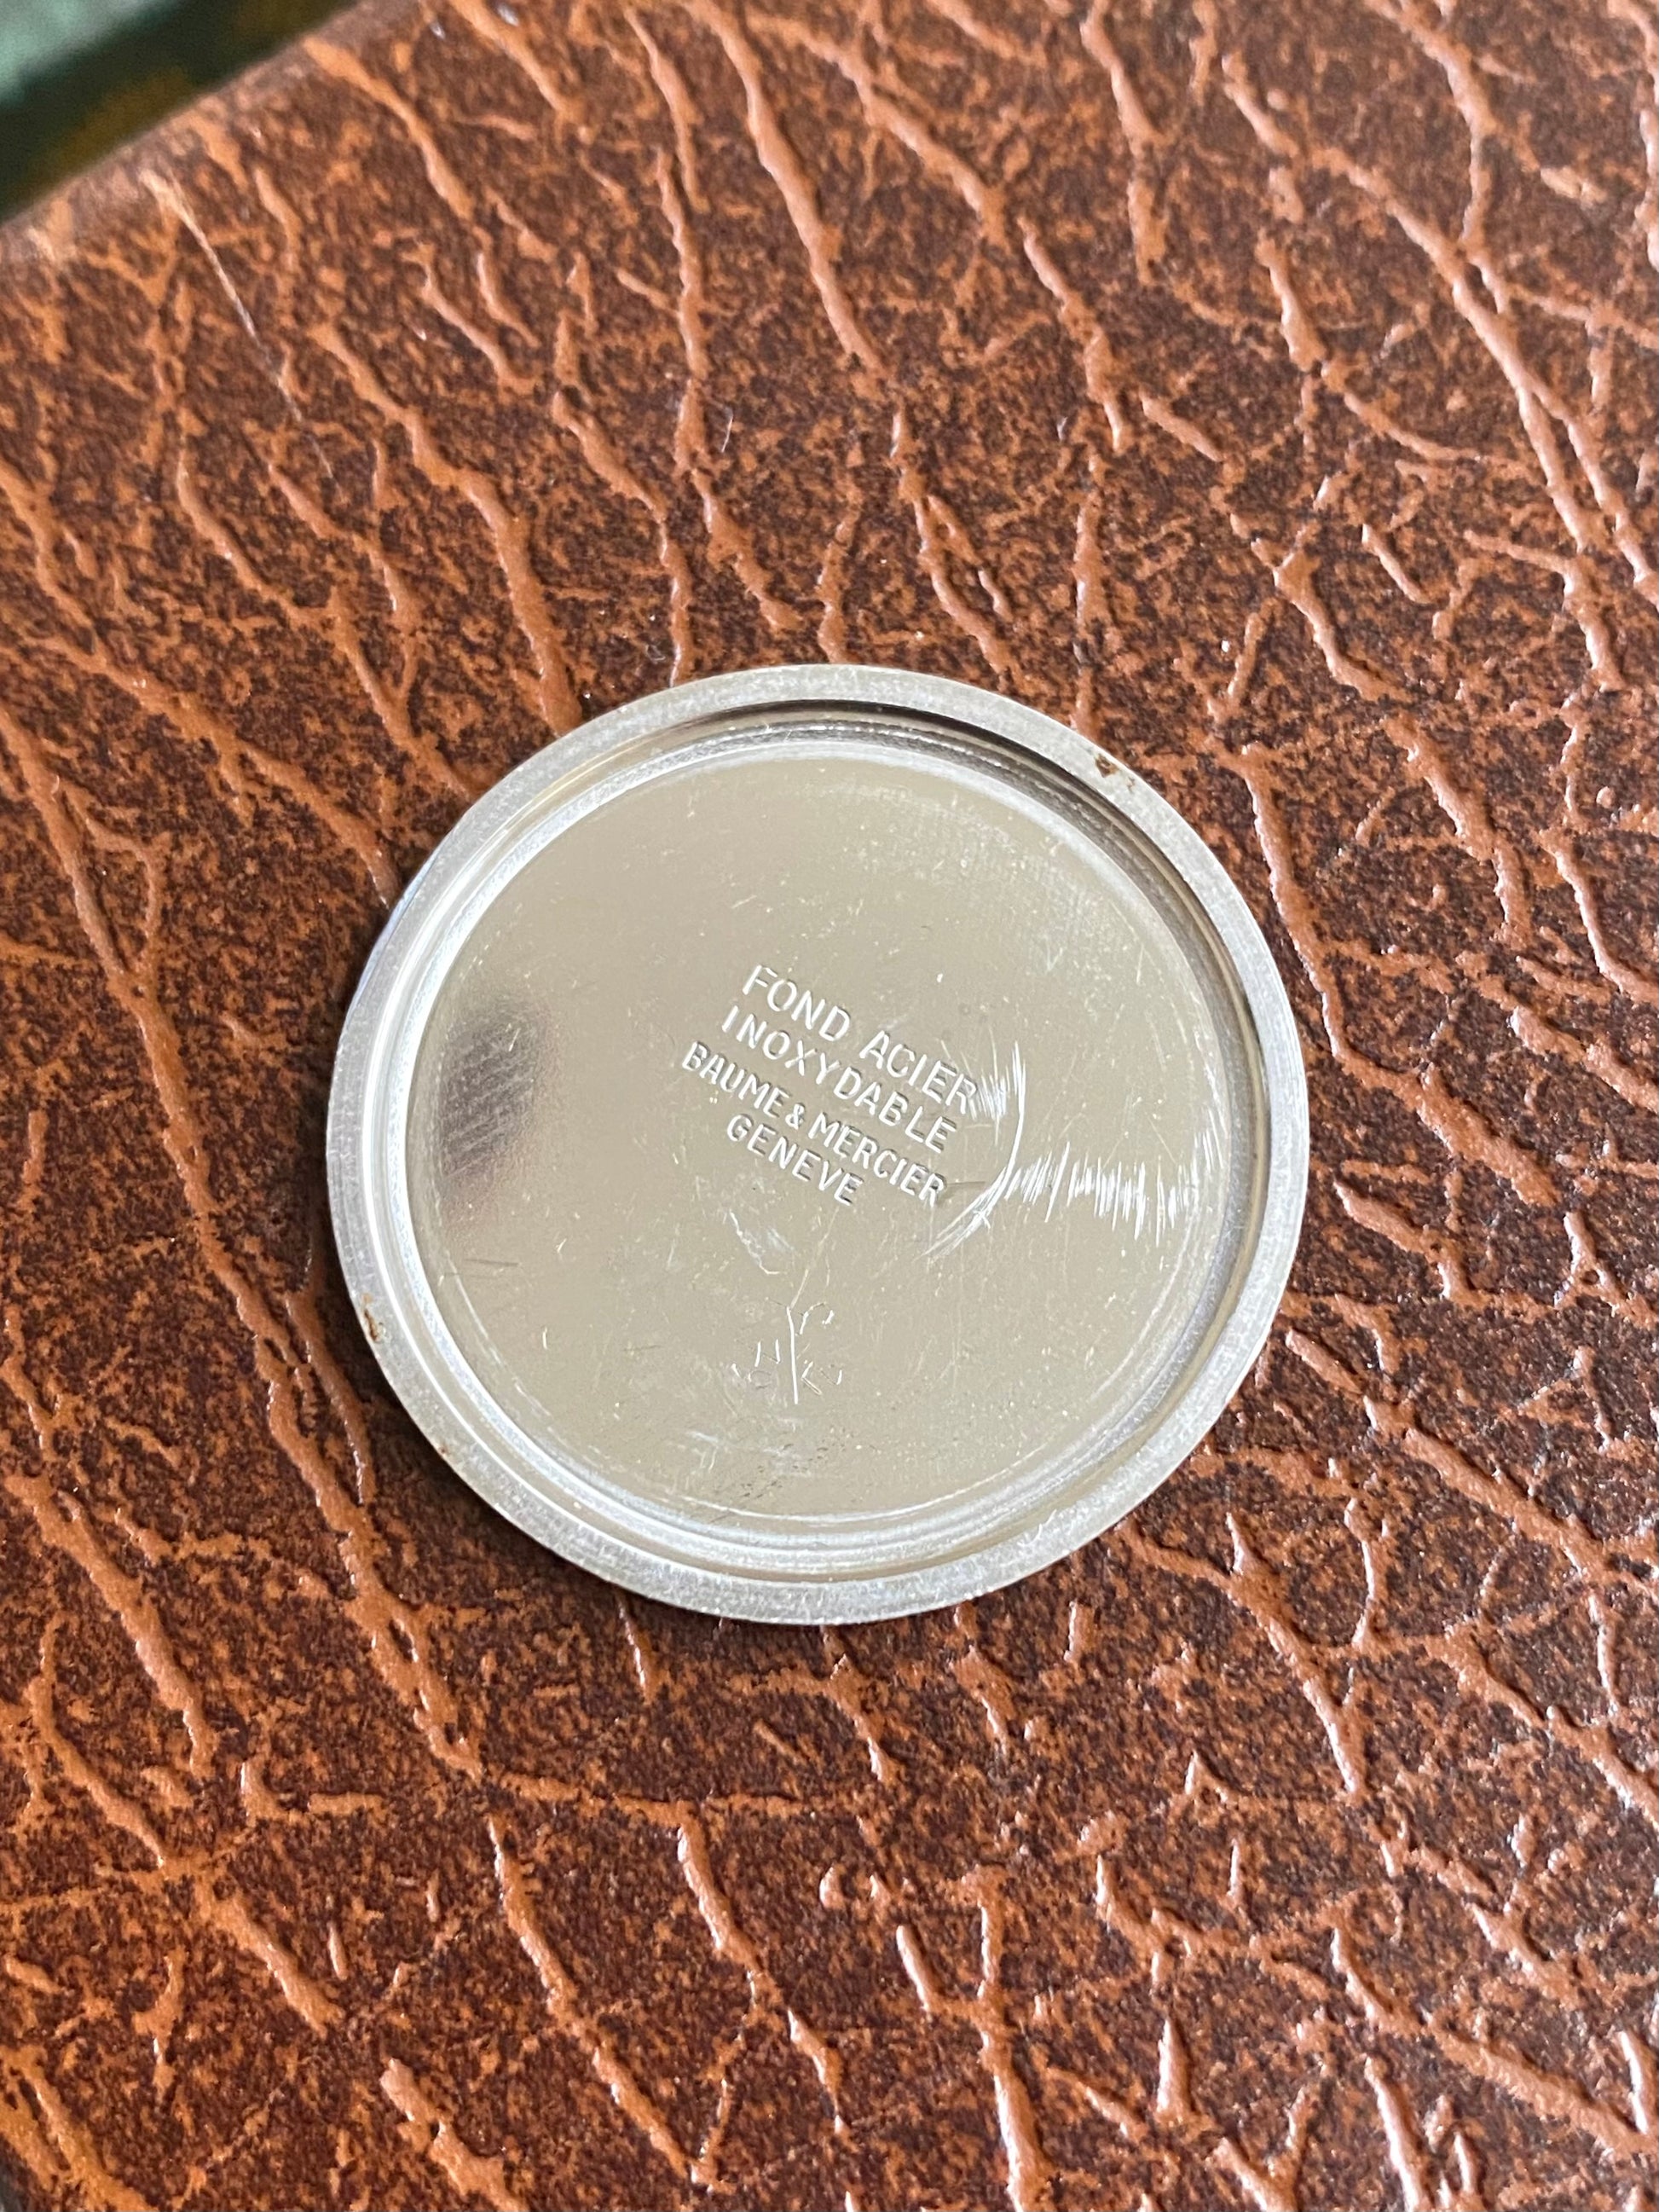 FOND ACIER
INOXYDABLE
BAUME & MERCIER
GENEVE